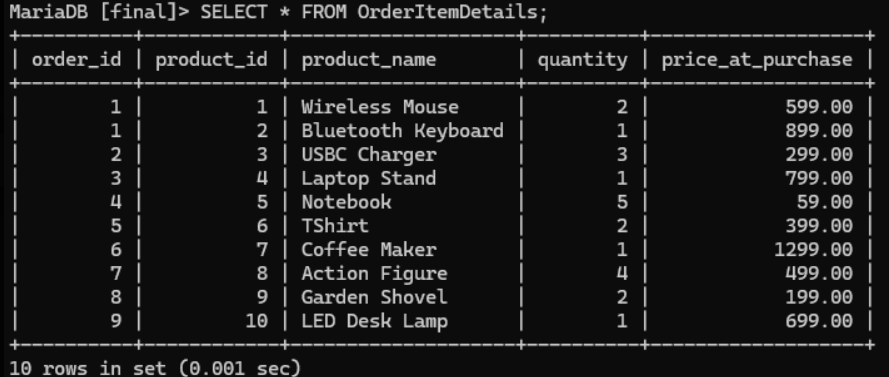 MariaDB [final]> SELECT * FROM OrderItemDetails;
+----------+------------+--------------------+----------+-------------------+
| order_id | product_id | product_name       | quantity | price_at_purchase |
+----------+------------+--------------------+----------+-------------------+
|        1 |          1 | Wireless Mouse     |        2 |            599.00 |
|        1 |          2 | Bluetooth Keyboard |        1 |            899.00 |
|        2 |          3 | USBC Charger       |        3 |            299.00 |
|        3 |          4 | Laptop Stand       |        1 |            799.00 |
|        4 |          5 | Notebook           |        5 |             59.00 |
|        5 |          6 | TShirt             |        2 |            399.00 |
|        6 |          7 | Coffee Maker       |        1 |           1299.00 |
|        7 |          8 | Action Figure      |        4 |            499.00 |
|        8 |          9 | Garden Shovel      |        2 |            199.00 |
|        9 |         10 | LED Desk Lamp      |        1 |            699.00 |
+----------+------------+--------------------+----------+-------------------+
10 rows in set (0.001 sec)